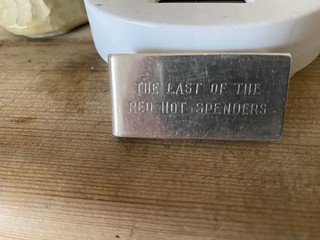 THE LAST OF THE
RED HOT SPENDERS